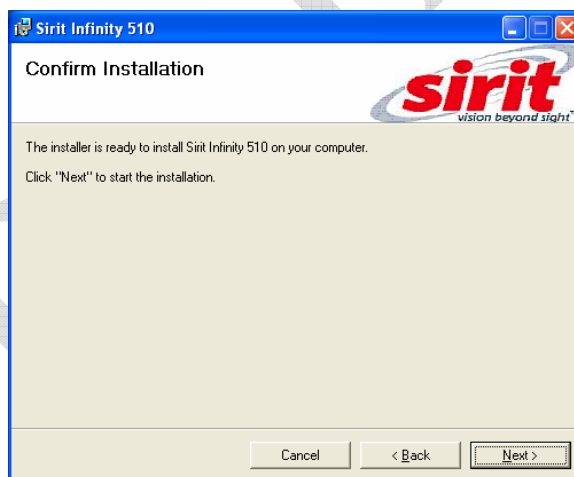 Sirit Infinity 510
Confirm Installation
sirit
vision beyond sight™
The installer is ready to install Sirit Infinity 510 on your computer.
Click "Next" to start the installation.
Cancel
< Back
Next >